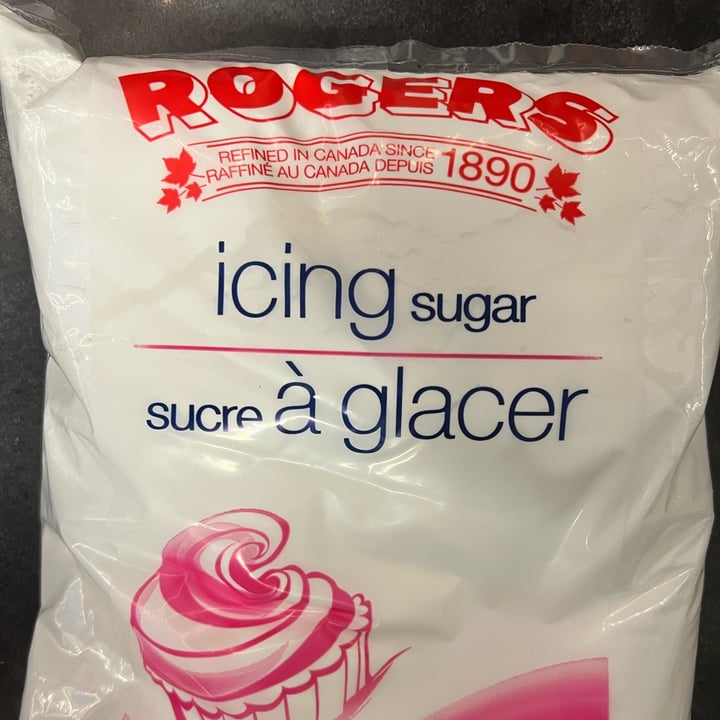 ROGERS
REFINED IN CANADA SINCE
RAFFINÉ AU CANADA DEPUIS 1890
icing sugar
sucre à glacer